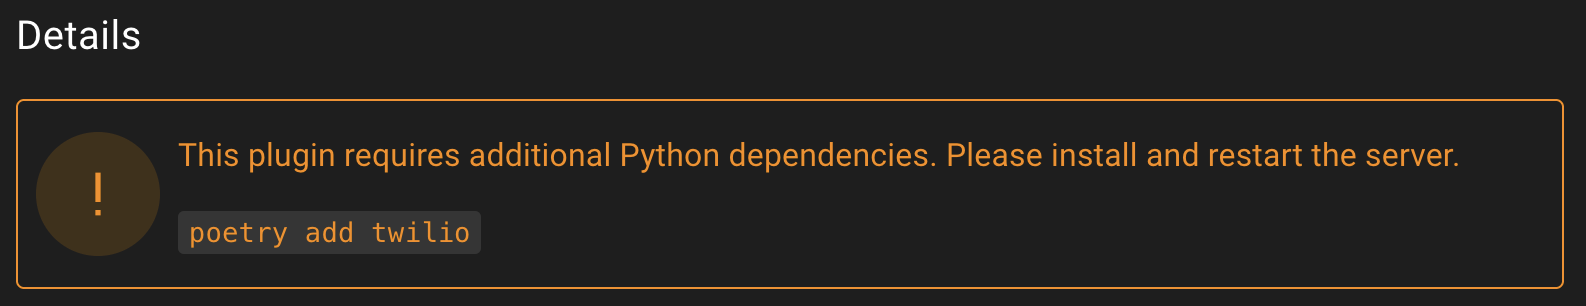 Details
!
This plugin requires additional Python dependencies. Please install and restart the server.
poetry add twilio